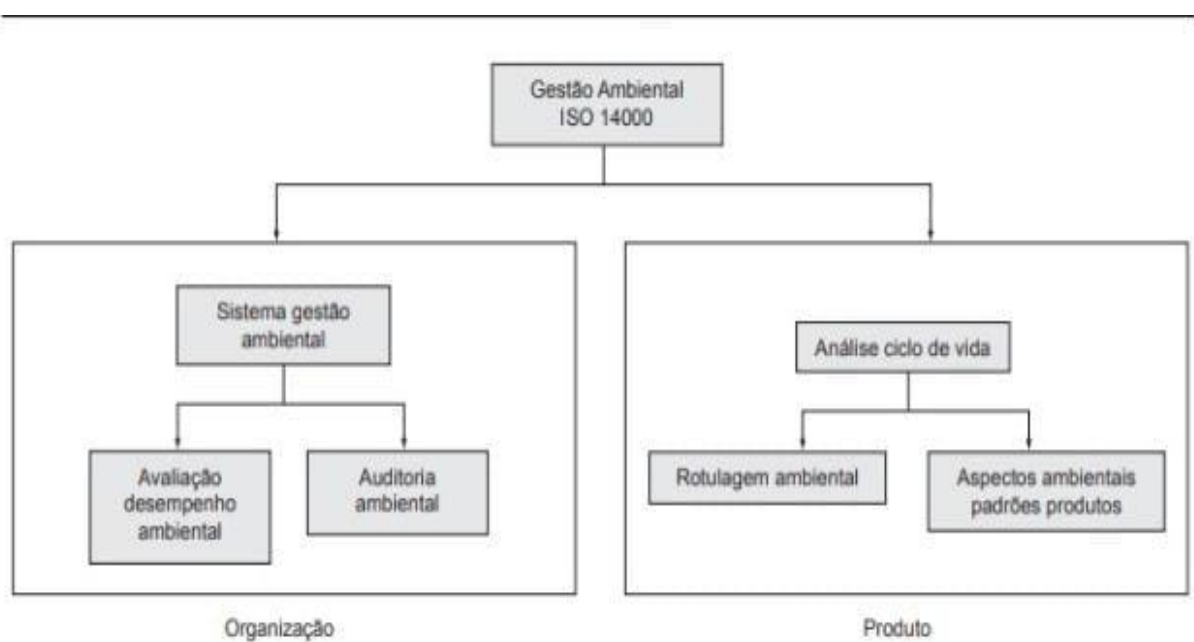 Gestão Ambiental
ISO 14000
Sistema gestão
ambiental
Avaliação
desempenho
ambiental
Auditoria
ambiental
Organização
Análise ciclo de vida
Rotulagem ambiental
Aspectos ambientais
padrões produtos
Produto